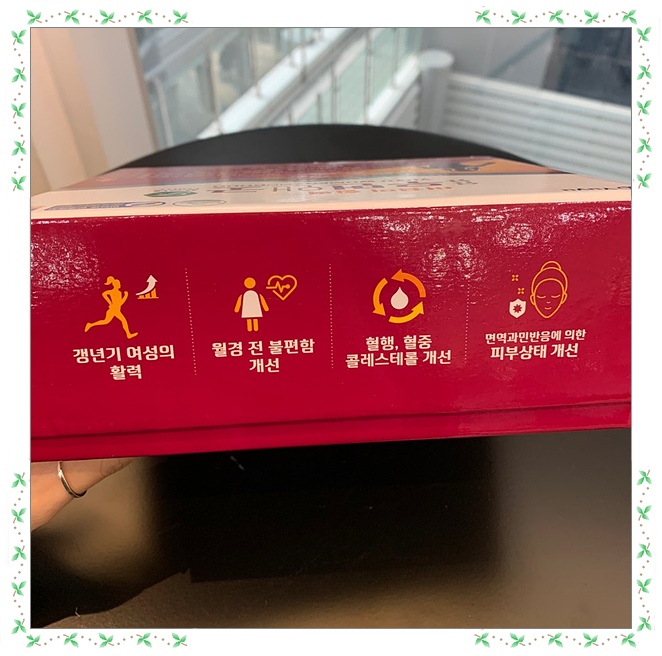 갱년기 여성의
활력
월경 전 불편함
개선
혈행, 혈중
콜레스테롤 개선
면역과민반응에 의한
피부상태 개선